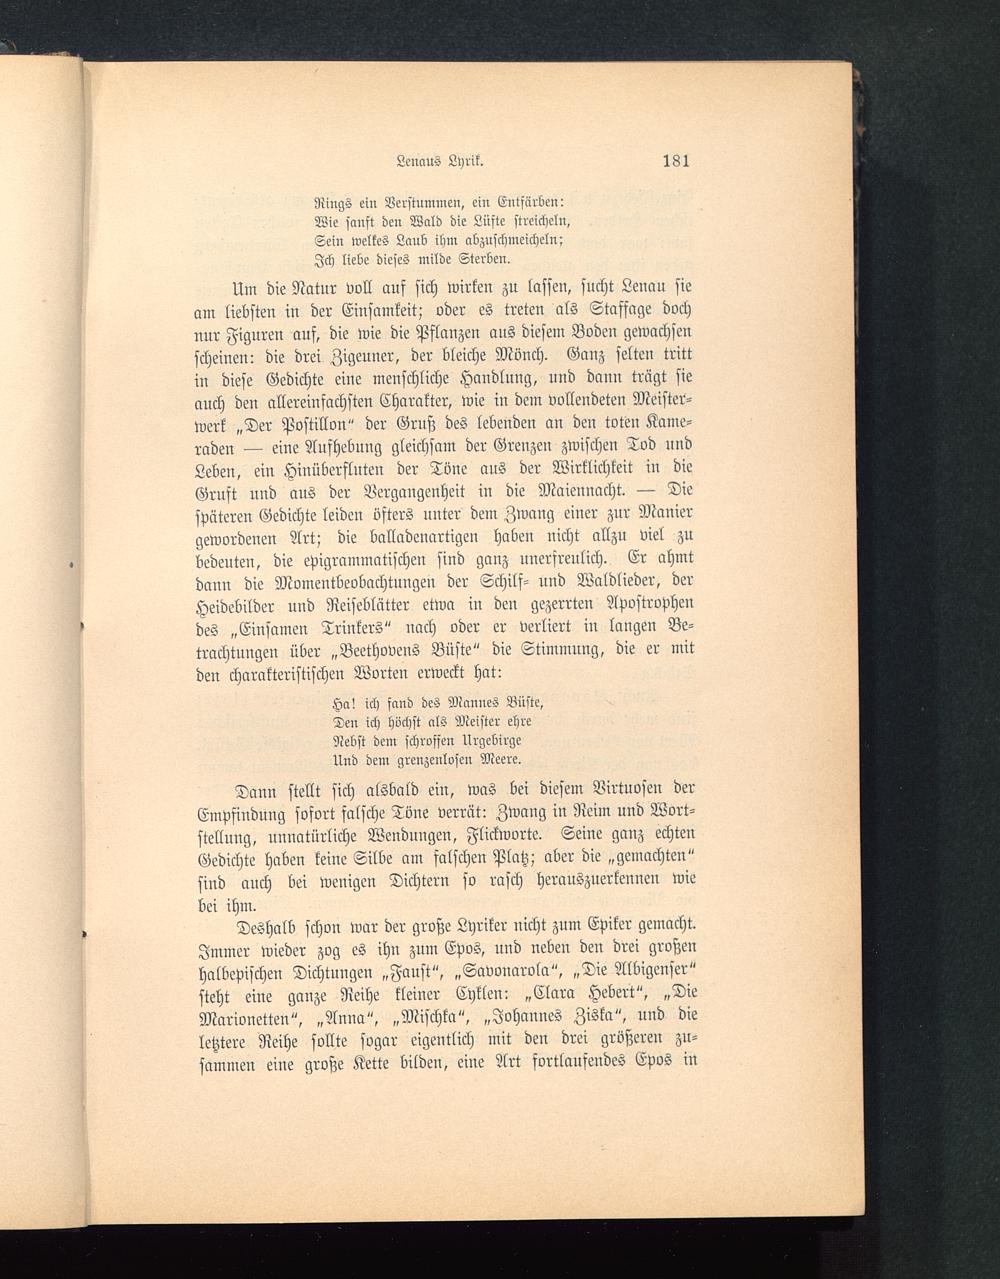 Lenaus Lyrik. 181
Rings ein Verstummen, ein Entfärben:
Wie sanft den Wald die Lüfte streicheln,
Sein welkes Laub ihm abzuschmeicheln;
Ich liebe dieses milde Sterben.
Um die Natur voll auf sich wirken zu lassen, sucht Lenau sie
am liebsten in der Einsamkeit; oder es treten als Staffage doch
nur Figuren auf, die wie die Pflanzen aus diesem Boden gewachsen
scheinen: die drei Zigeuner, der bleiche Mönch. Ganz selten tritt
in diese Gedichte eine menschliche Handlung, und dann trägt sie
auch den allereinfachsten Charakter, wie in dem vollendeten Meister-
werk „Der Postillon“ der Gruß des lebenden an den toten Kame-
raden — eine Aufhebung gleichsam der Grenzen zwischen Tod und
Leben, ein Hinüberfluten der Töne aus der Wirklichkeit in die
Gruft und aus der Vergangenheit in die Maiennacht. — Die
späteren Gedichte leiden öfters unter dem Zwang einer zur Manier
gewordenen Art; die balladenartigen haben nicht allzu viel zu
bedeuten, die epigrammatischen sind ganz unerfreulich. Er ahmt
dann die Momentbeobachtungen der Schilf- und Waldlieder, der
Heidebilder und Reiseblätter etwa in den gezerrten Apostrophen
des „Einsamen Trinkers“ nach oder er verliert in langen Be-
trachtungen über „Beethovens Büste“ die Stimmung, die er mit
den charakteristischen Worten erweckt hat:
Ha! ich fand des Mannes Büste,
Den ich höchst als Meister ehre
Nebst dem schroffen Urgebirge
Und dem grenzenlosen Meere.
Dann stellt sich alsbald ein, was bei diesem Virtuosen der
Empfindung sofort falsche Töne verrät: Zwang in Reim und Wort-
stellung, unnatürliche Wendungen, Flickworte. Seine ganz echten
Gedichte haben keine Silbe am falschen Platz; aber die „gemachten“
sind auch bei wenigen Dichtern so rasch herauszuerkennen wie
bei ihm.
Deshalb schon war der große Lyriker nicht zum Epiker gemacht.
Immer wieder zog es ihn zum Epos, und neben den drei großen
halbepischen Dichtungen „Faust“, „Savonarola“, „Die Albigenser“
steht eine ganze Reihe kleiner Cyklen: „Clara Hebert“, „Die
Marionetten“, „Anna“, „Mischka“, „Johannes Ziska“, und die
letztere Reihe sollte sogar eigentlich mit den drei größeren zu-
sammen eine große Kette bilden, eine Art fortlaufendes Epos in